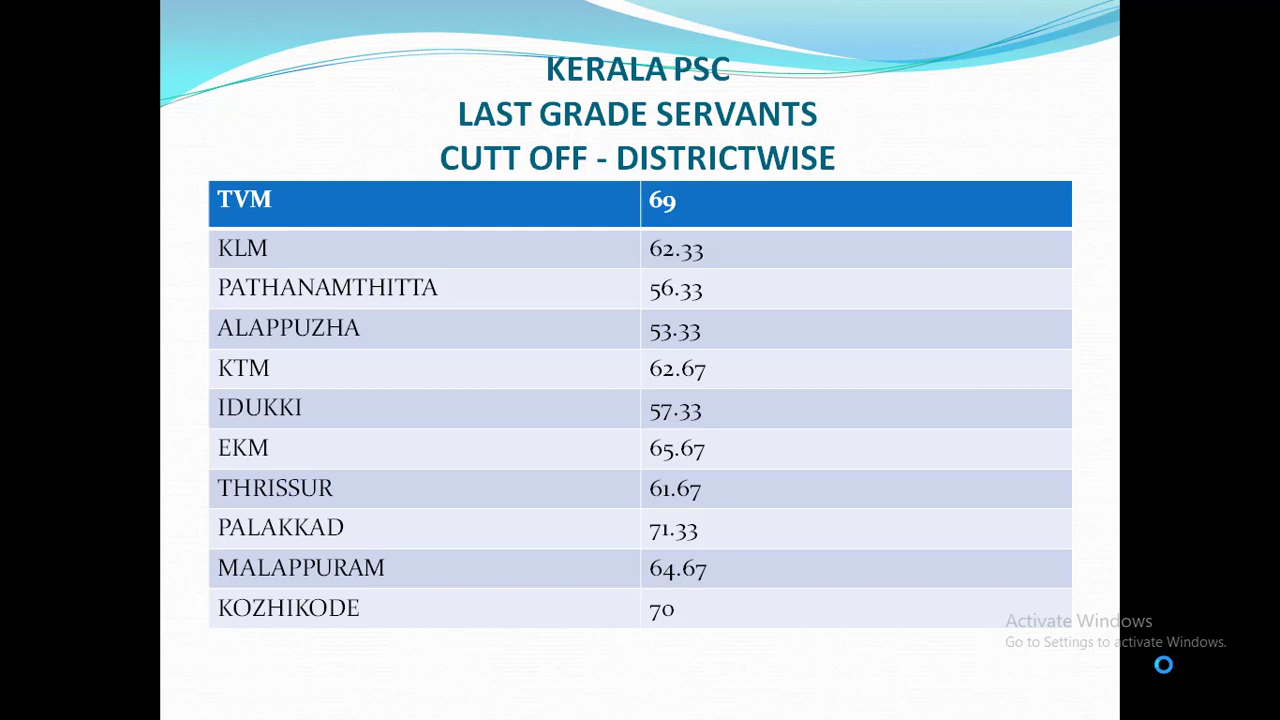 KERALA PSC
LAST GRADE SERVANTS
CUTT OFF - DISTRICTWISE
TVM 69
KLM 62.33
PATHANAMTHITTA 56.33
ALAPPUZHA 53.33
KTM 62.67
IDUKKI 57.33
EKM 65.67
THRISSUR 61.67
PALAKKAD 71.33
MALAPPURAM 64.67
KOZHIKODE 70
Activate Windows
Go to Settings to activate Windows.